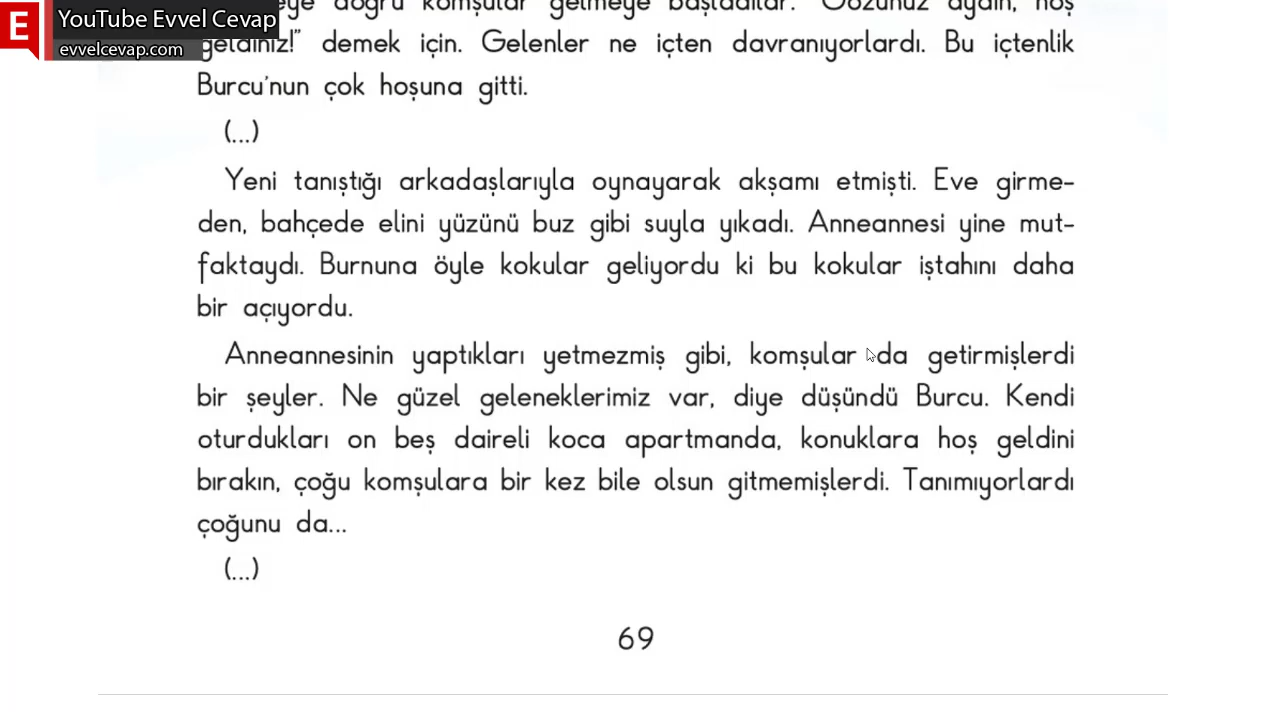 YouTube Evvel Cevap
evvelcevap.com
doğru komşular gelmeye başladılar. "Gözünüz aydın, hoş
geldiniz!" demek için. Gelenler ne içten davranıyorlardı. Bu içtenlik
Burcu'nun çok hoşuna gitti.
(...)
Yeni tanıştığı arkadaşlarıyla oynayarak akşamı etmişti. Eve girme-
den, bahçede elini yüzünü buz gibi suyla yıkadı. Anneannesi yine mut-
faktaydı. Burnuna öyle kokular geliyordu ki bu kokular iştahını daha
bir açıyordu.
Anneannesinin yaptıkları yetmezmiş gibi, komşular da getirmişlerdi
bir şeyler. Ne güzel geleneklerimiz var, diye düşündü Burcu. Kendi
oturdukları on beş daireli koca apartmanda, konuklara hoş geldini
bırakın, çoğu komşulara bir kez bile olsun gitmemişlerdi. Tanımıyorlardı
çoğunu da...
(...)
69